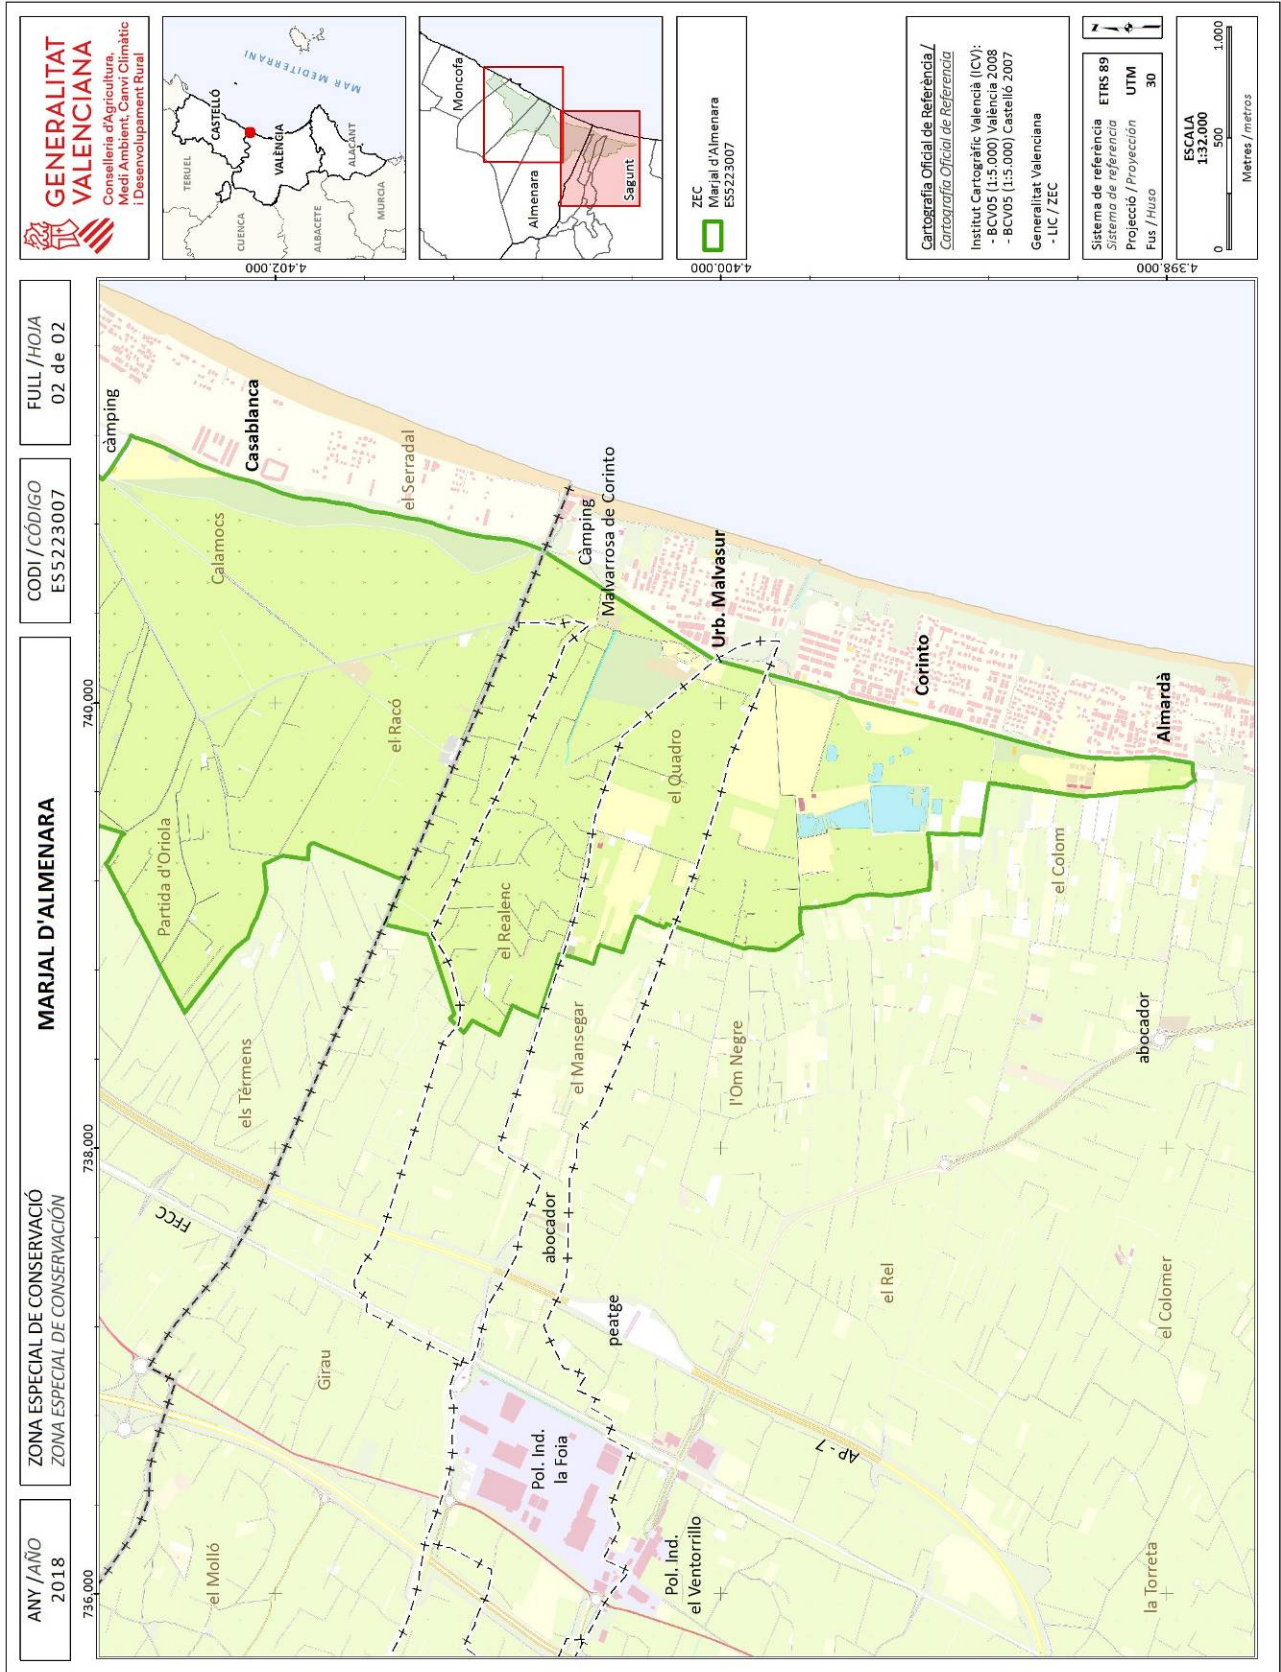 ANY / AÑO
2018
ZONA ESPECIAL DE CONSERVACIÓ
ZONA ESPECIAL DE CONSERVACIÓN
MARJAL D'ALMENARA
CODI / CÓDIGO
ES5223007
FULL / HOJA
02 de 02
GENERALITAT
VALENCIANA
Conselleria d'Agricultura,
Medi Ambient, Canvi Climàtic
i Desenvolupament Rural
TERUEL
CASTELLÓ
CUENCA
VALÈNCIA
ALBACETE
ALACANT
MURCIA
MAR MEDITERRANI
Moncofa
Almenara
Sagunt
ZEC
Marjal d'Almenara
ES5223007
Cartografia Oficial de Referència /
Cartografía Oficial de Referencia
Institut Cartogràfic Valencià (ICV):
- BCV05 (1:5.000) València 2008
- BCV05 (1:5.000) Castelló 2007
Generalitat Valenciana
- LIC / ZEC
Sistema de referència ETRS 89
Sistema de referencia
Projecció / Proyección UTM
Fus / Huso 30
N
ESCALA
1:32.000
0 500 1.000
Metres / metros
736.000
738.000
740.000
4.402.000
4.400.000
4.398.000
càmping
Casablanca
Calamocs
el Serradal
Partida d'Oriola
el Racó
Càmping
Malvarrosa de Corinto
els Térmens
FFCC
el Realenc
Urb. Malvasur
el Quadro
el Molló
Girau
el Mansegar
abocador
Corinto
l'Om Negre
peatge
Pol. Ind.
la Foia
Almardà
el Colom
abocador
Pol. Ind.
el Ventorrillo
AP-7
el Rel
el Colomer
la Torreta